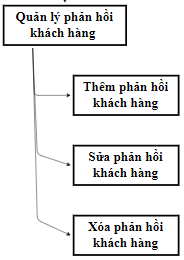 Quản lý phản hồi
khách hàng
Thêm phản hồi
khách hàng
Sửa phản hồi
khách hàng
Xóa phản hồi
khách hàng